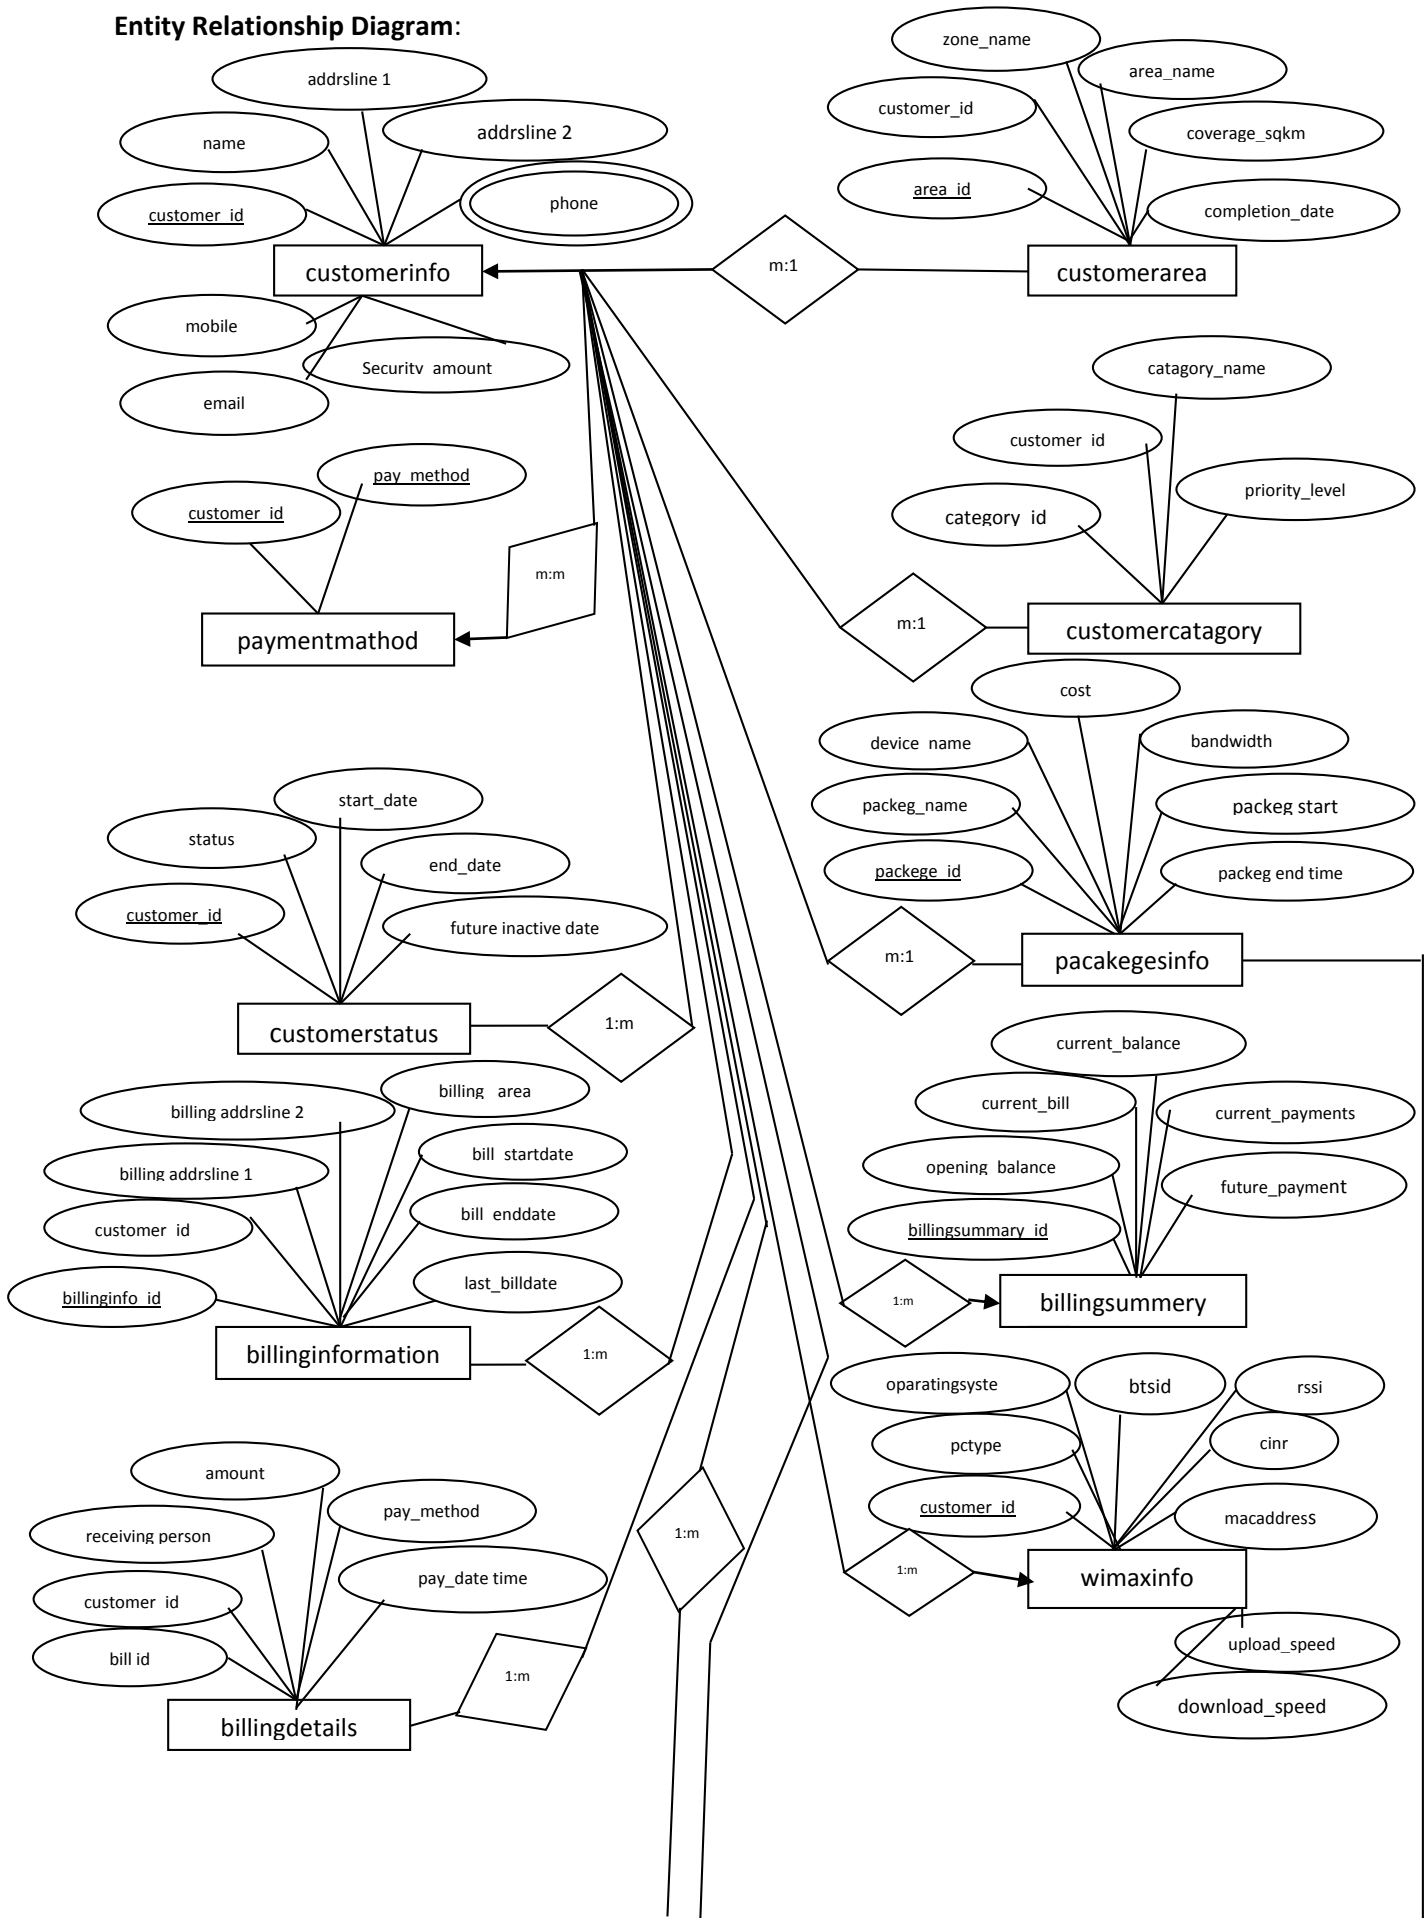 Entity Relationship Diagram:
addrsline 1
name
addrsline 2
customer_id
phone
customerinfo
mobile
Security_amount
email
zone_name
area_name
customer_id
coverage_sqkm
area_id
completion_date
m:1
customerarea
pay_method
customer_id
m:m
paymentmathod
catagory_name
customer_id
priority_level
category_id
m:1
customercatagory
cost
device_name
bandwidth
packeg_name
packeg start
packege_id
packeg end time
m:1
pacakegesinfo
start_date
status
end_date
customer_id
future inactive date
1:m
customerstatus
billing_area
billing addrsline 2
bill_startdate
billing addrsline 1
bill_enddate
customer_id
last_billdate
billinginfo_id
1:m
billinginformation
current_balance
current_bill
current_payments
opening_balance
future_payment
billingsummary_id
1:m
billingsummery
oparatingsyste
btsid
rssi
pctype
cinr
customer_id
macaddress
1:m
wimaxinfo
upload_speed
download_speed
amount
pay_method
receiving person
pay_date time
customer_id
bill id
1:m
1:m
billingdetails